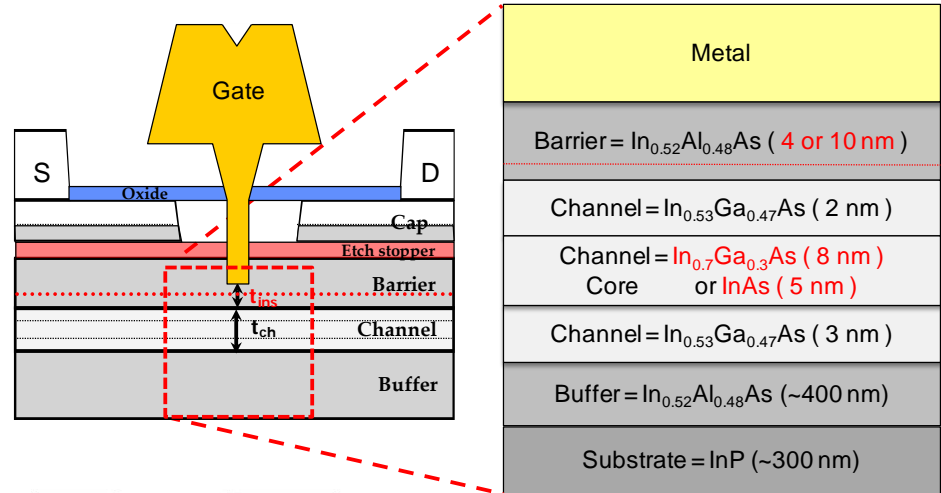 Gate
S
D
Oxide
Cap
Etch stopper
Barrier
t_ins
t_ch
Channel
Buffer
Metal
Barrier = In0.52Al0.48As ( 4 or 10 nm )
Channel = In0.53Ga0.47As ( 2 nm )
Channel = In0.7Ga0.3As ( 8 nm )
Core or InAs ( 5 nm )
Channel = In0.53Ga0.47As ( 3 nm )
Buffer = In0.52Al0.48As (~400 nm)
Substrate = InP (~300 nm)